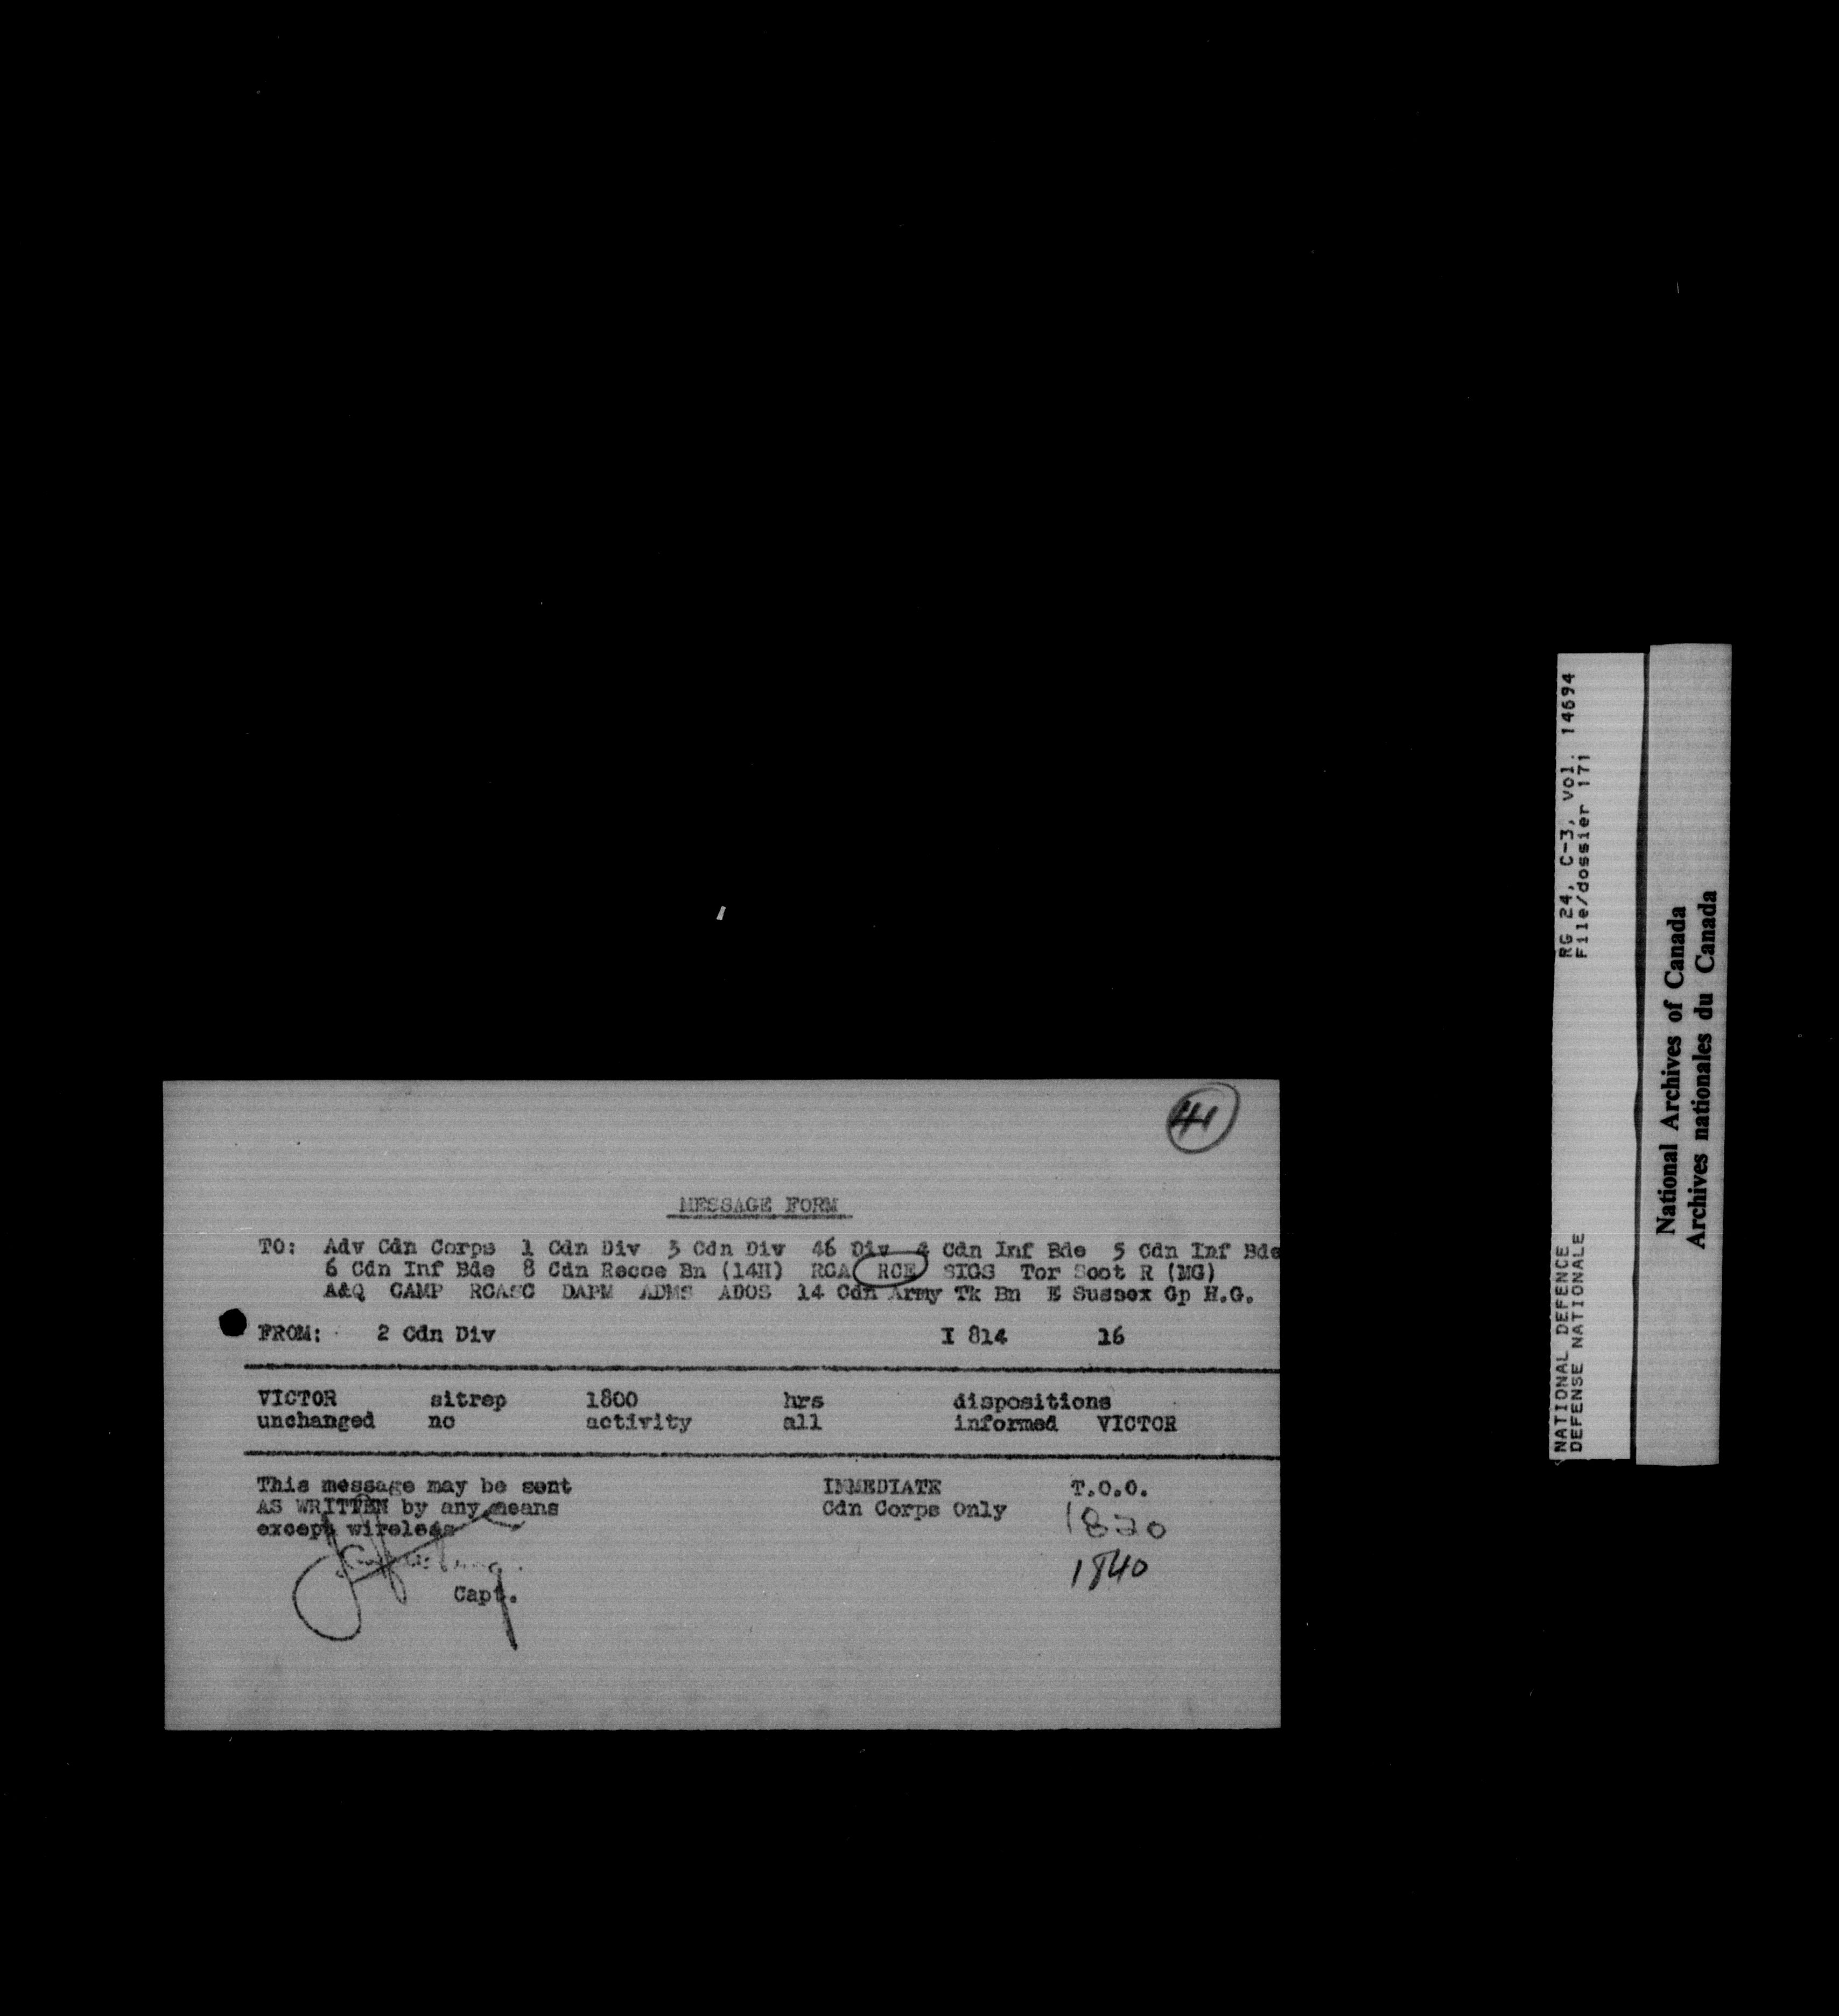 41
MESSAGE FORM
TO: Adv Cdn Corps 1 Cdn Div 3 Cdn Div 46 Div 4 Cdn Inf Bde 5 Cdn Inf Bde
6 Cdn Inf Bde 8 Cdn Recce Bn (14H) RCA RCE SIGS Tor Scot R (MG)
A&Q CAMP RCASC DAPM ADMS ADOS 14 Cdn Army Tk Bn E Sussex Gp H.G.
FROM: 2 Cdn Div I 814 16
VICTOR sitrep 1800 hrs dispositions
unchanged no activity all informed VICTOR
This message may be sent IMMEDIATE T.O.O.
AS WRITTEN by any means Cdn Corps Only 1820
except wireless
1840
Capt.
RG 24, C-3, vol. 14694
File/dossier 171
NATIONAL DEFENCE
DEFENSE NATIONALE
National Archives of Canada
Archives nationales du Canada